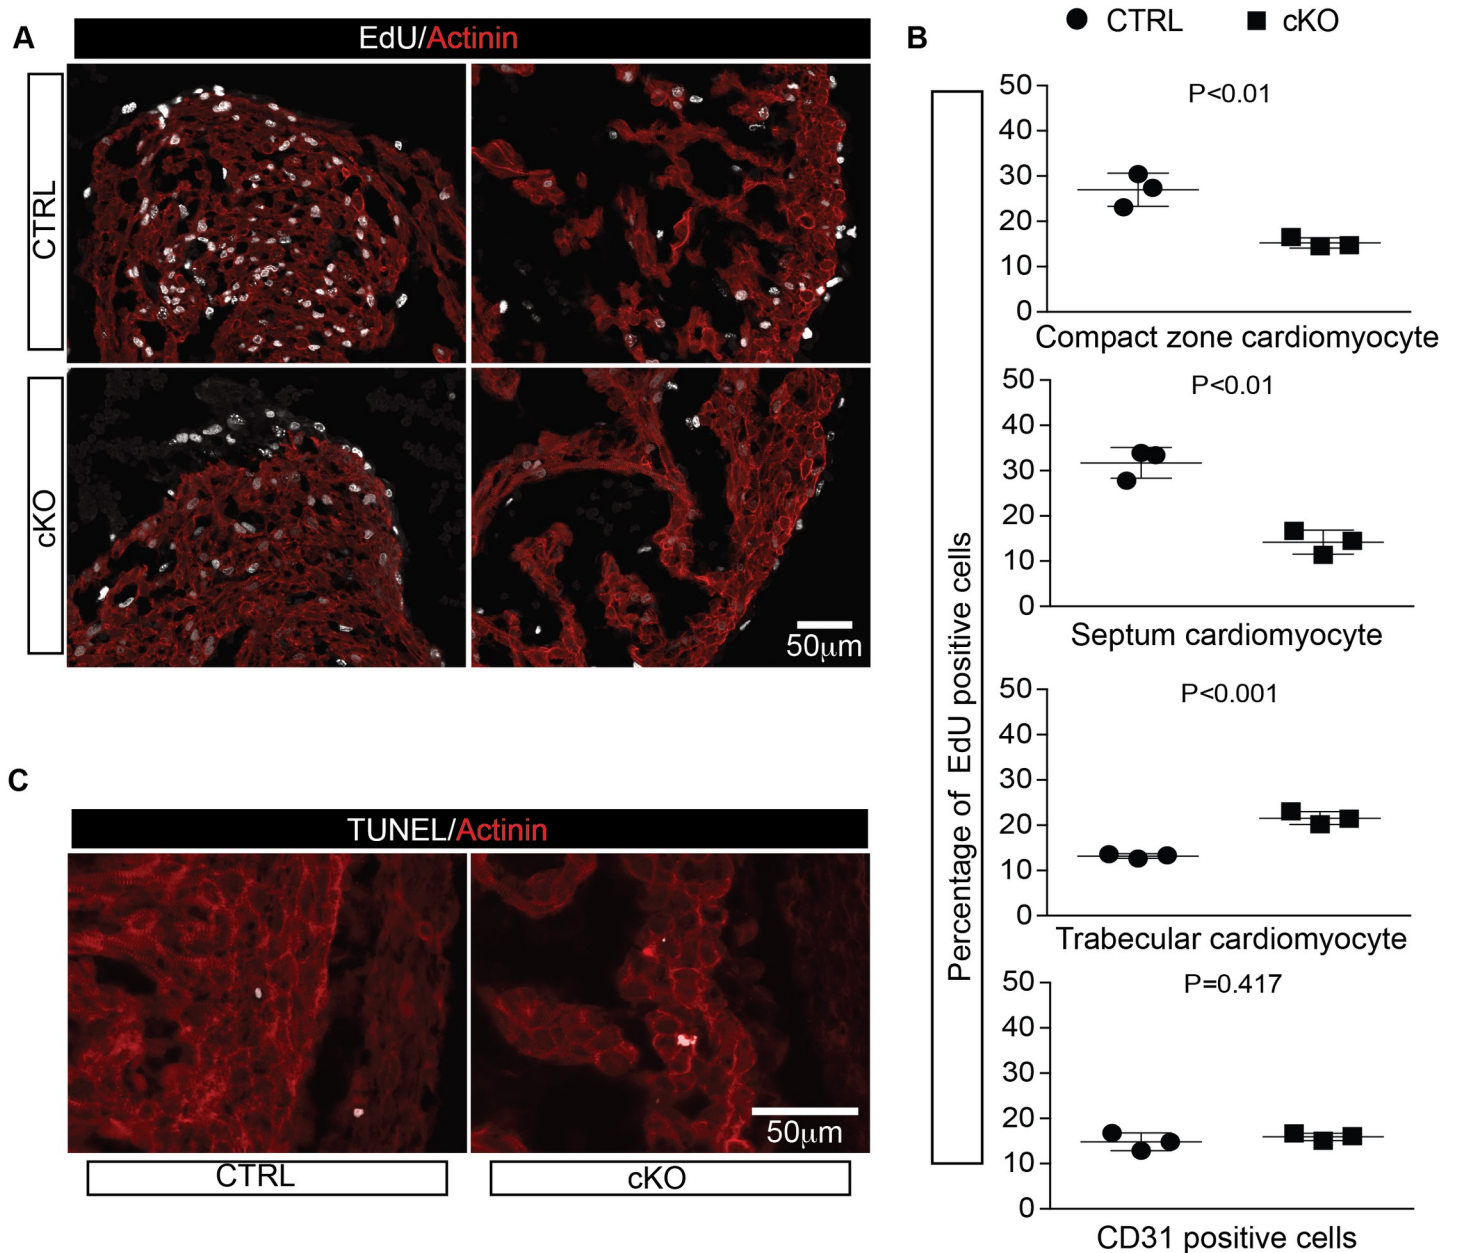 A
EdU/Actinin
CTRL
cKO
50μm
B
CTRL
cKO
Percentage of EdU positive cells
50
P<0.01
40
30
20
10
0
Compact zone cardiomyocyte
50
P<0.01
40
30
20
10
0
Septum cardiomyocyte
50
P<0.001
40
30
20
10
0
Trabecular cardiomyocyte
50
P=0.417
40
30
20
10
0
CD31 positive cells
C
TUNEL/Actinin
50μm
CTRL
cKO